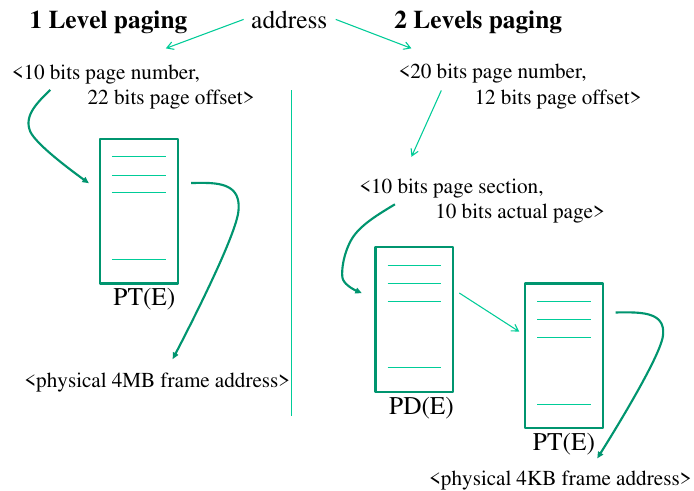 1 Level paging
address
2 Levels paging
<10 bits page number,
22 bits page offset>
PT(E)
<physical 4MB frame address>
<20 bits page number,
12 bits page offset>
<10 bits page section,
10 bits actual page>
PD(E)
PT(E)
<physical 4KB frame address>